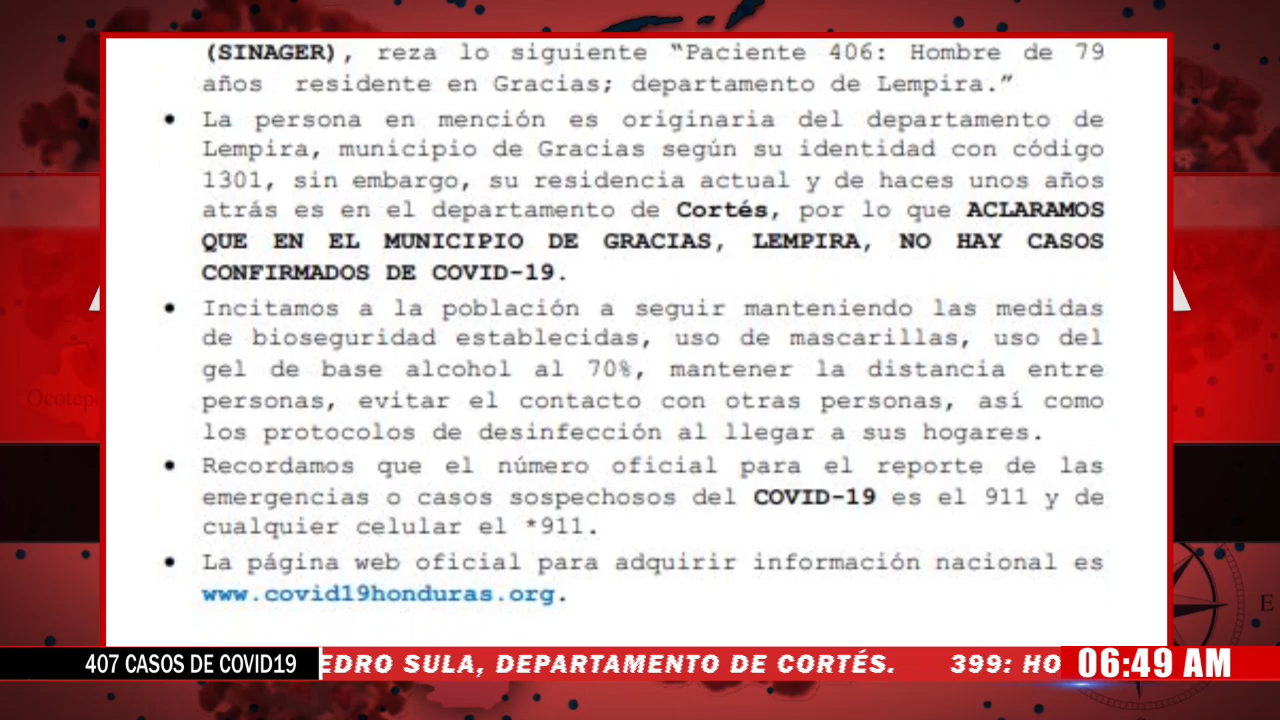 (SINAGER), reza lo siguiente "Paciente 406: Hombre de 79
años residente en Gracias; departamento de Lempira."
• La persona en mención es originaria del departamento de
Lempira, municipio de Gracias según su identidad con código
1301, sin embargo, su residencia actual y de haces unos años
atrás es en el departamento de Cortés, por lo que ACLARAMOS
QUE EN EL MUNICIPIO DE GRACIAS, LEMPIRA, NO HAY CASOS
CONFIRMADOS DE COVID-19.
• Incitamos a la población a seguir manteniendo las medidas
de bioseguridad establecidas, uso de mascarillas, uso del
gel de base alcohol al 70%, mantener la distancia entre
personas, evitar el contacto con otras personas, así como
los protocolos de desinfección al llegar a sus hogares.
• Recordamos que el número oficial para el reporte de las
emergencias o casos sospechosos del COVID-19 es el 911 y de
cualquier celular el *911.
• La página web oficial para adquirir información nacional es
www.covid19honduras.org.
407 CASOS DE COVID19
EDRO SULA, DEPARTAMENTO DE CORTÉS. 399: HO
06:49 AM